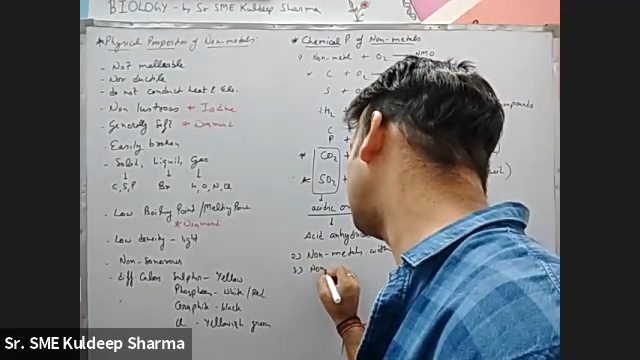 BIOLOGY - by Sr SME Kuldeep Sharma
* Physical Properties of Non-metals:
- Not malleable
- Nor ductile
- do not conduct heat & Ele.
- Non lustrous * Iodine
- Generally Soft * Diamond
- Easily broken
- Solid, Liquid, Gas
C, S, P Br H, O, N, Cl
- Low Boiling Point / Melting Point
* Diamond
- Low density - light
- Non-sonorous
- diff Colors Sulphur - Yellow
Phosphorus - White/Red
Graphite - black
Cl - Yellowish green
* Chemical P of Non-metals
1) Non-metal + O2 NMO
* C + O2
S + O2
2H2
C
P
* CO2 +
* SO2 +
acidic
Acid
2) Non-metals with
3) Non
Sr. SME Kuldeep Sharma